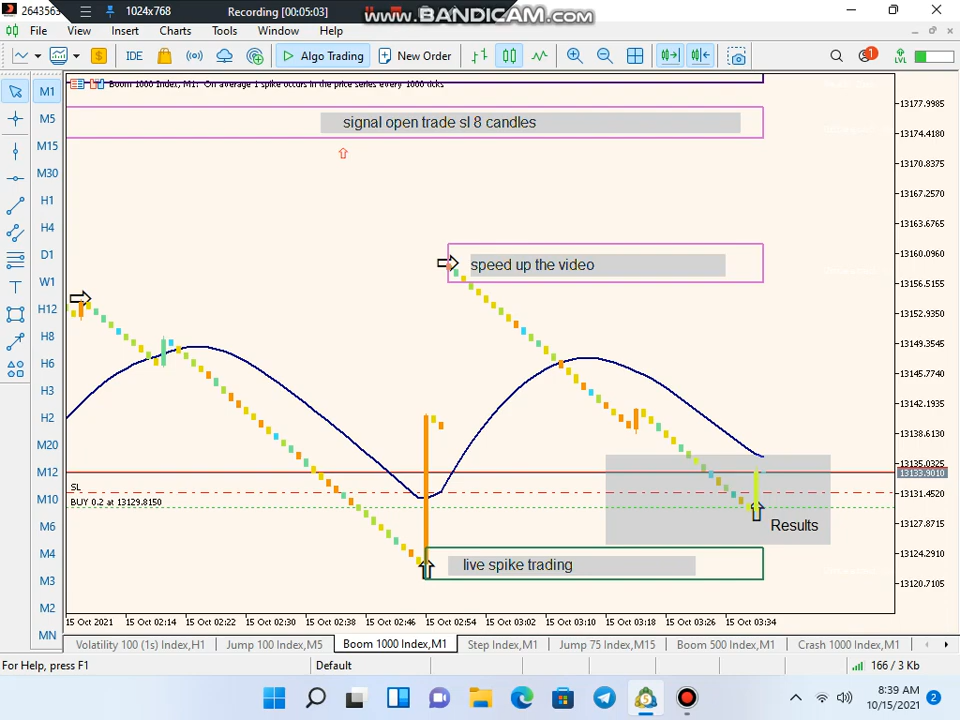 2643563
1024x768
Recording [00:05:03]
www.BANDICAM.com
File View Insert Charts Tools Window Help
IDE
Algo Trading
New Order
1
LVL
M1
M5
M15
M30
H1
H4
D1
W1
H12
H8
H6
H3
H2
M20
M12
M10
M6
M4
M3
M2
MN
Boom 1000 Index, M1: On average 1 spike occurs in the price series every 1000 ticks
signal open trade sl 8 candles
speed up the video
SL
BUY 0.2 at 13129.8150
Results
live spike trading
13177.9985
13174.4180
13170.8375
13167.2570
13163.6765
13160.0960
13156.5155
13152.9350
13149.3545
13145.7740
13142.1935
13138.6130
13135.0325
13133.9010
13131.4520
13127.8715
13124.2910
13120.7105
15 Oct 2021
15 Oct 02:14
15 Oct 02:22
15 Oct 02:30
15 Oct 02:38
15 Oct 02:46
15 Oct 02:54
15 Oct 03:02
15 Oct 03:10
15 Oct 03:18
15 Oct 03:26
15 Oct 03:34
Volatility 100 (1s) Index,H1
Jump 100 Index,M5
Boom 1000 Index,M1
Step Index,M1
Jump 75 Index,M15
Boom 500 Index,M1
Crash 1000 Index,M1
For Help, press F1
Default
166 / 3 Kb
8:39 AM
10/15/2021
2